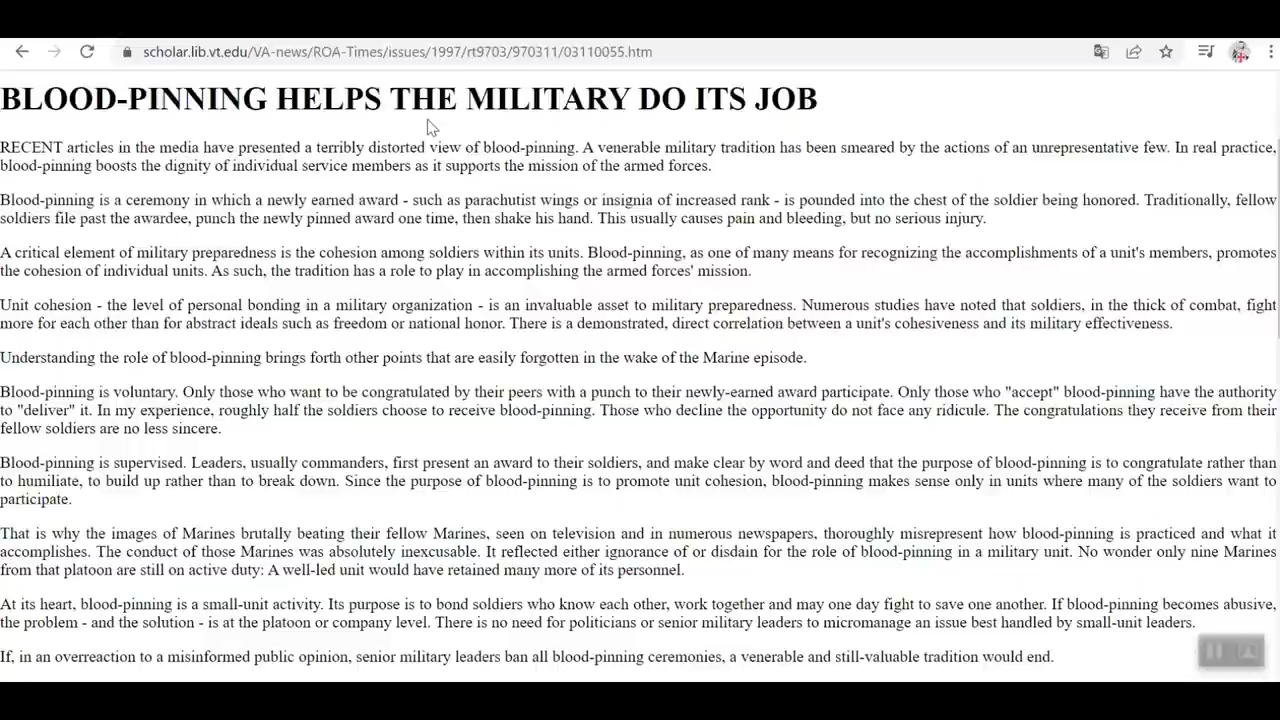 scholar.lib.vt.edu/VA-news/ROA-Times/issues/1997/rt9703/970311/03110055.htm
BLOOD-PINNING HELPS THE MILITARY DO ITS JOB
RECENT articles in the media have presented a terribly distorted view of blood-pinning. A venerable military tradition has been smeared by the actions of an unrepresentative few. In real practice,
blood-pinning boosts the dignity of individual service members as it supports the mission of the armed forces.
Blood-pinning is a ceremony in which a newly earned award - such as parachutist wings or insignia of increased rank - is pounded into the chest of the soldier being honored. Traditionally, fellow
soldiers file past the awardee, punch the newly pinned award one time, then shake his hand. This usually causes pain and bleeding, but no serious injury.
A critical element of military preparedness is the cohesion among soldiers within its units. Blood-pinning, as one of many means for recognizing the accomplishments of a unit's members, promotes
the cohesion of individual units. As such, the tradition has a role to play in accomplishing the armed forces' mission.
Unit cohesion - the level of personal bonding in a military organization - is an invaluable asset to military preparedness. Numerous studies have noted that soldiers, in the thick of combat, fight
more for each other than for abstract ideals such as freedom or national honor. There is a demonstrated, direct correlation between a unit's cohesiveness and its military effectiveness.
Understanding the role of blood-pinning brings forth other points that are easily forgotten in the wake of the Marine episode.
Blood-pinning is voluntary. Only those who want to be congratulated by their peers with a punch to their newly-earned award participate. Only those who "accept" blood-pinning have the authority
to "deliver" it. In my experience, roughly half the soldiers choose to receive blood-pinning. Those who decline the opportunity do not face any ridicule. The congratulations they receive from their
fellow soldiers are no less sincere.
Blood-pinning is supervised. Leaders, usually commanders, first present an award to their soldiers, and make clear by word and deed that the purpose of blood-pinning is to congratulate rather than
to humiliate, to build up rather than to break down. Since the purpose of blood-pinning is to promote unit cohesion, blood-pinning makes sense only in units where many of the soldiers want to
participate.
That is why the images of Marines brutally beating their fellow Marines, seen on television and in numerous newspapers, thoroughly misrepresent how blood-pinning is practiced and what it
accomplishes. The conduct of those Marines was absolutely inexcusable. It reflected either ignorance of or disdain for the role of blood-pinning in a military unit. No wonder only nine Marines
from that platoon are still on active duty: A well-led unit would have retained many more of its personnel.
At its heart, blood-pinning is a small-unit activity. Its purpose is to bond soldiers who know each other, work together and may one day fight to save one another. If blood-pinning becomes abusive,
the problem - and the solution - is at the platoon or company level. There is no need for politicians or senior military leaders to micromanage an issue best handled by small-unit leaders.
If, in an overreaction to a misinformed public opinion, senior military leaders ban all blood-pinning ceremonies, a venerable and still-valuable tradition would end.